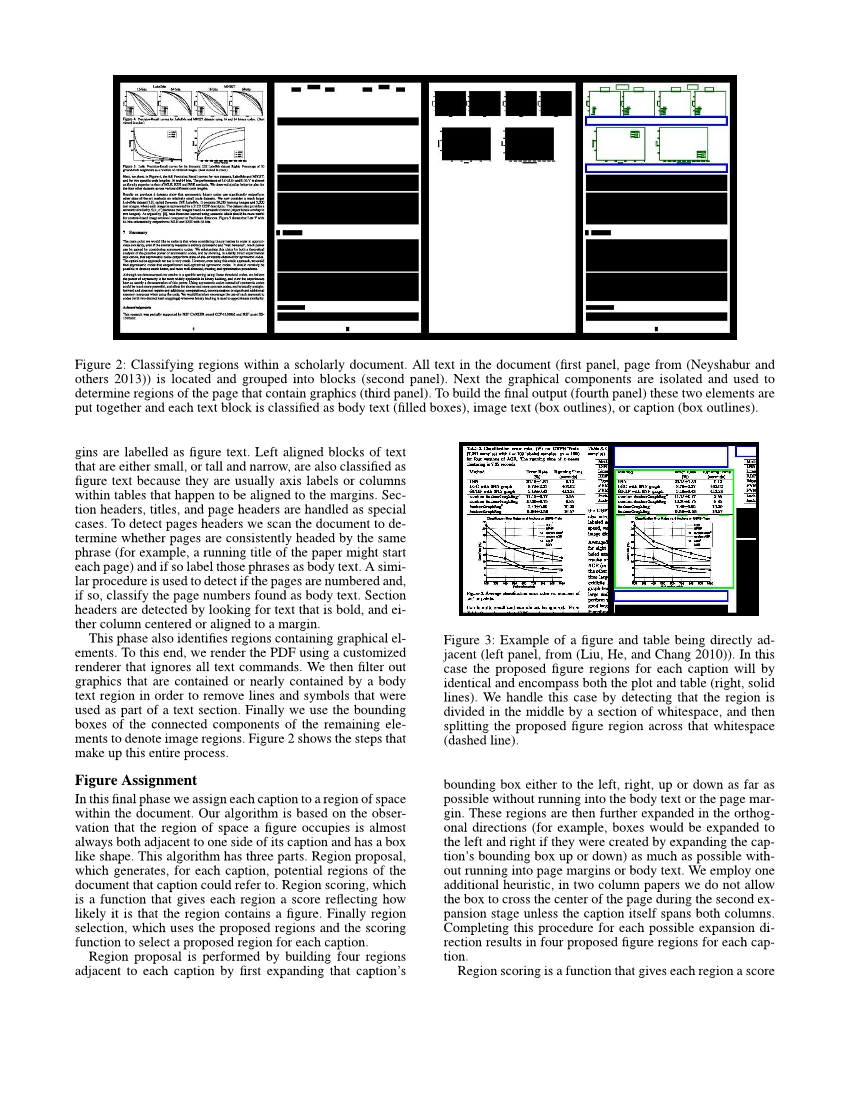 Figure 2: Classifying regions within a scholarly document. All text in the document (first panel, page from (Neyshabur and
others 2013)) is located and grouped into blocks (second panel). Next the graphical components are isolated and used to
determine regions of the page that contain graphics (third panel). To build the final output (fourth panel) these two elements are
put together and each text block is classified as body text (filled boxes), image text (box outlines), or caption (box outlines).
gins are labelled as figure text. Left aligned blocks of text
that are either small, or tall and narrow, are also classified as
figure text because they are usually axis labels or columns
within tables that happen to be aligned to the margins. Sec-
tion headers, titles, and page headers are handled as special
cases. To detect pages headers we scan the document to de-
termine whether pages are consistently headed by the same
phrase (for example, a running title of the paper might start
each page) and if so label those phrases as body text. A simi-
lar procedure is used to detect if the pages are numbered and,
if so, classify the page numbers found as body text. Section
headers are detected by looking for text that is bold, and ei-
ther column centered or aligned to a margin.
This phase also identifies regions containing graphical el-
ements. To this end, we render the PDF using a customized
renderer that ignores all text commands. We then filter out
graphics that are contained or nearly contained by a body
text region in order to remove lines and symbols that were
used as part of a text section. Finally we use the bounding
boxes of the connected components of the remaining ele-
ments to denote image regions. Figure 2 shows the steps that
make up this entire process.
Figure Assignment
In this final phase we assign each caption to a region of space
within the document. Our algorithm is based on the obser-
vation that the region of space a figure occupies is almost
always both adjacent to one side of its caption and has a box
like shape. This algorithm has three parts. Region proposal,
which generates, for each caption, potential regions of the
document that caption could refer to. Region scoring, which
is a function that gives each region a score reflecting how
likely it is that the region contains a figure. Finally region
selection, which uses the proposed regions and the scoring
function to select a proposed region for each caption.
Region proposal is performed by building four regions
adjacent to each caption by first expanding that caption's
Figure 3: Example of a figure and table being directly ad-
jacent (left panel, from (Liu, He, and Chang 2010)). In this
case the proposed figure regions for each caption will by
identical and encompass both the plot and table (right, solid
lines). We handle this case by detecting that the region is
divided in the middle by a section of whitespace, and then
splitting the proposed figure region across that whitespace
(dashed line).
bounding box either to the left, right, up or down as far as
possible without running into the body text or the page mar-
gin. These regions are then further expanded in the orthog-
onal directions (for example, boxes would be expanded to
the left and right if they were created by expanding the cap-
tion's bounding box up or down) as much as possible with-
out running into page margins or body text. We employ one
additional heuristic, in two column papers we do not allow
the box to cross the center of the page during the second ex-
pansion stage unless the caption itself spans both columns.
Completing this procedure for each possible expansion di-
rection results in four proposed figure regions for each cap-
tion.
Region scoring is a function that gives each region a score